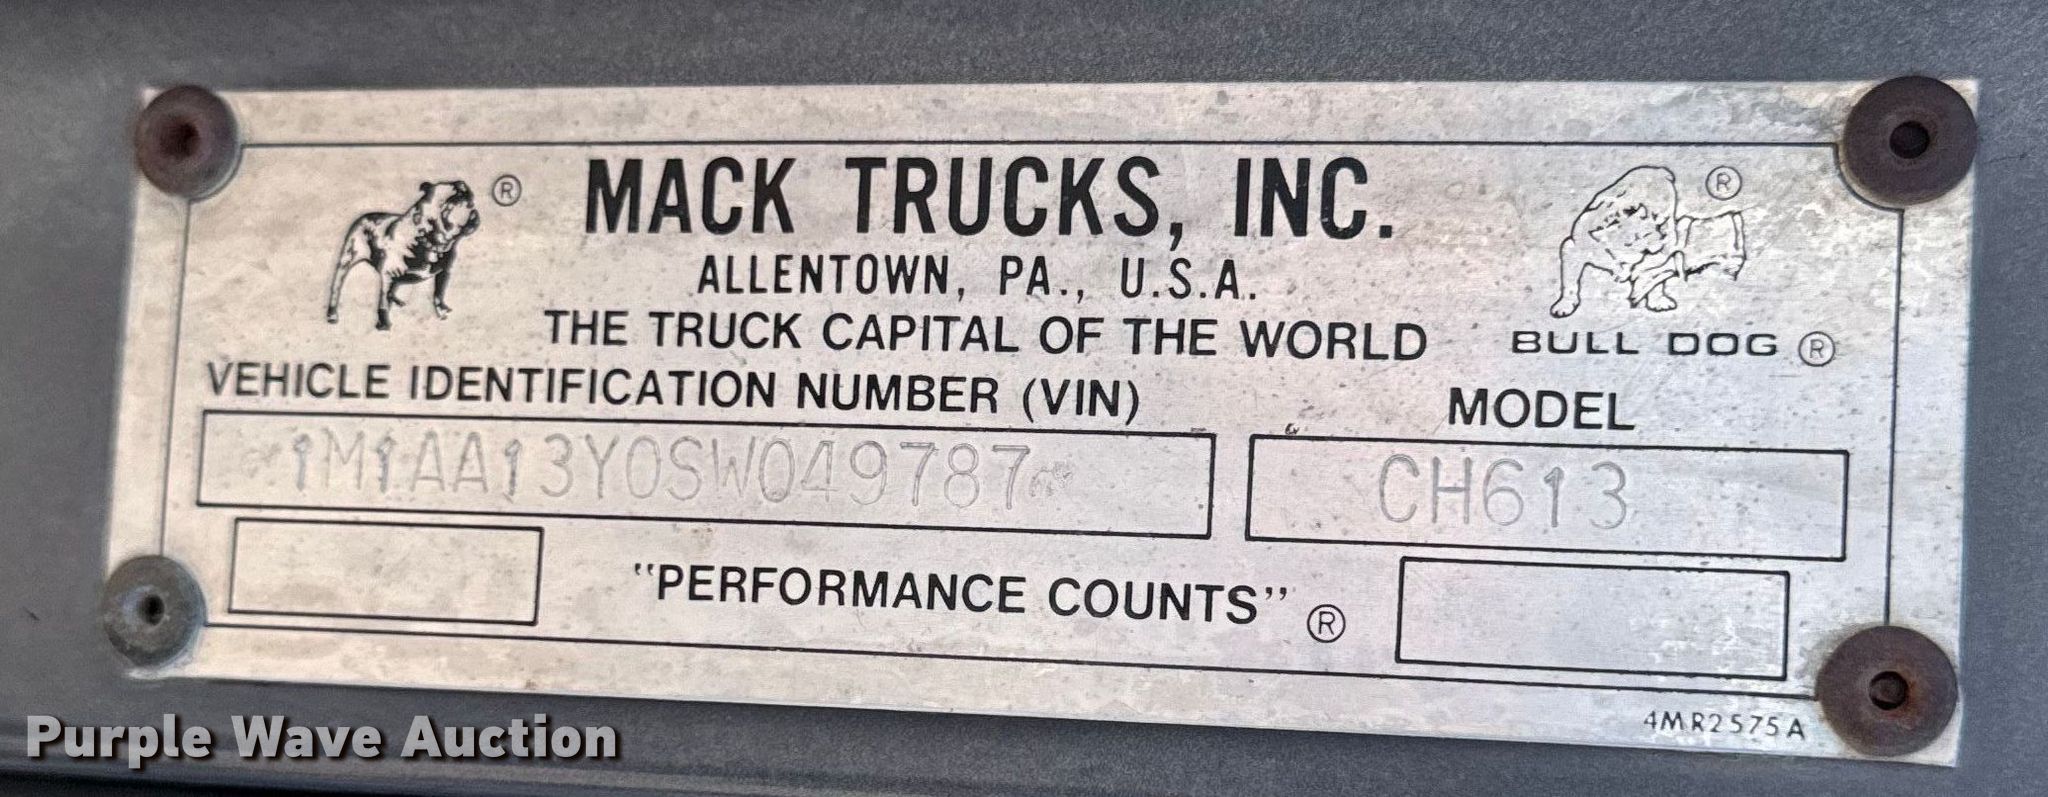 ®
MACK TRUCKS, INC.
®
ALLENTOWN, PA., U.S.A.
THE TRUCK CAPITAL OF THE WORLD
BULL DOG ®
VEHICLE IDENTIFICATION NUMBER (VIN)
MODEL
1M1AA13Y0SW049787
CH613
"PERFORMANCE COUNTS" ®
4MR2575A
Purple Wave Auction